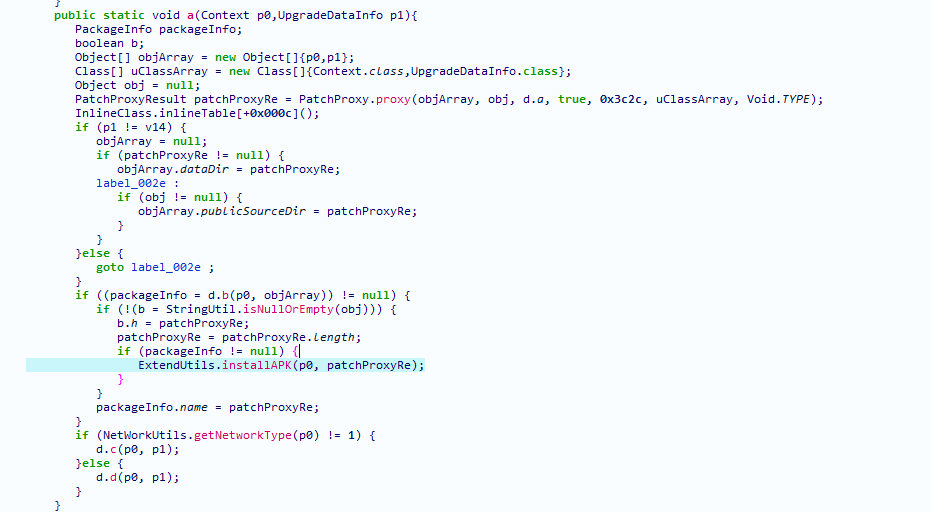 }
public static void a(Context p0,UpgradeDataInfo p1){
PackageInfo packageInfo;
boolean b;
Object[] objArray = new Object[]{p0,p1};
Class[] uClassArray = new Class[]{Context.class,UpgradeDataInfo.class};
Object obj = null;
PatchProxyResult patchProxyRe = PatchProxy.proxy(objArray, obj, d.a, true, 0x3c2c, uClassArray, Void.TYPE);
InlineClass.inlineTable[+0x000c]();
if (p1 != v14) {
objArray = null;
if (patchProxyRe != null) {
objArray.dataDir = patchProxyRe;
label_002e :
if (obj != null) {
objArray.publicSourceDir = patchProxyRe;
}
}
}else {
goto label_002e ;
}
if ((packageInfo = d.b(p0, objArray)) != null) {
if (!(b = StringUtil.isNullOrEmpty(obj))) {
b.h = patchProxyRe;
patchProxyRe = patchProxyRe.length;
if (packageInfo != null) {
ExtendUtils.installAPK(p0, patchProxyRe);
}
}
packageInfo.name = patchProxyRe;
}
if (NetWorkUtils.getNetworkType(p0) != 1) {
d.c(p0, p1);
}else {
d.d(p0, p1);
}
}